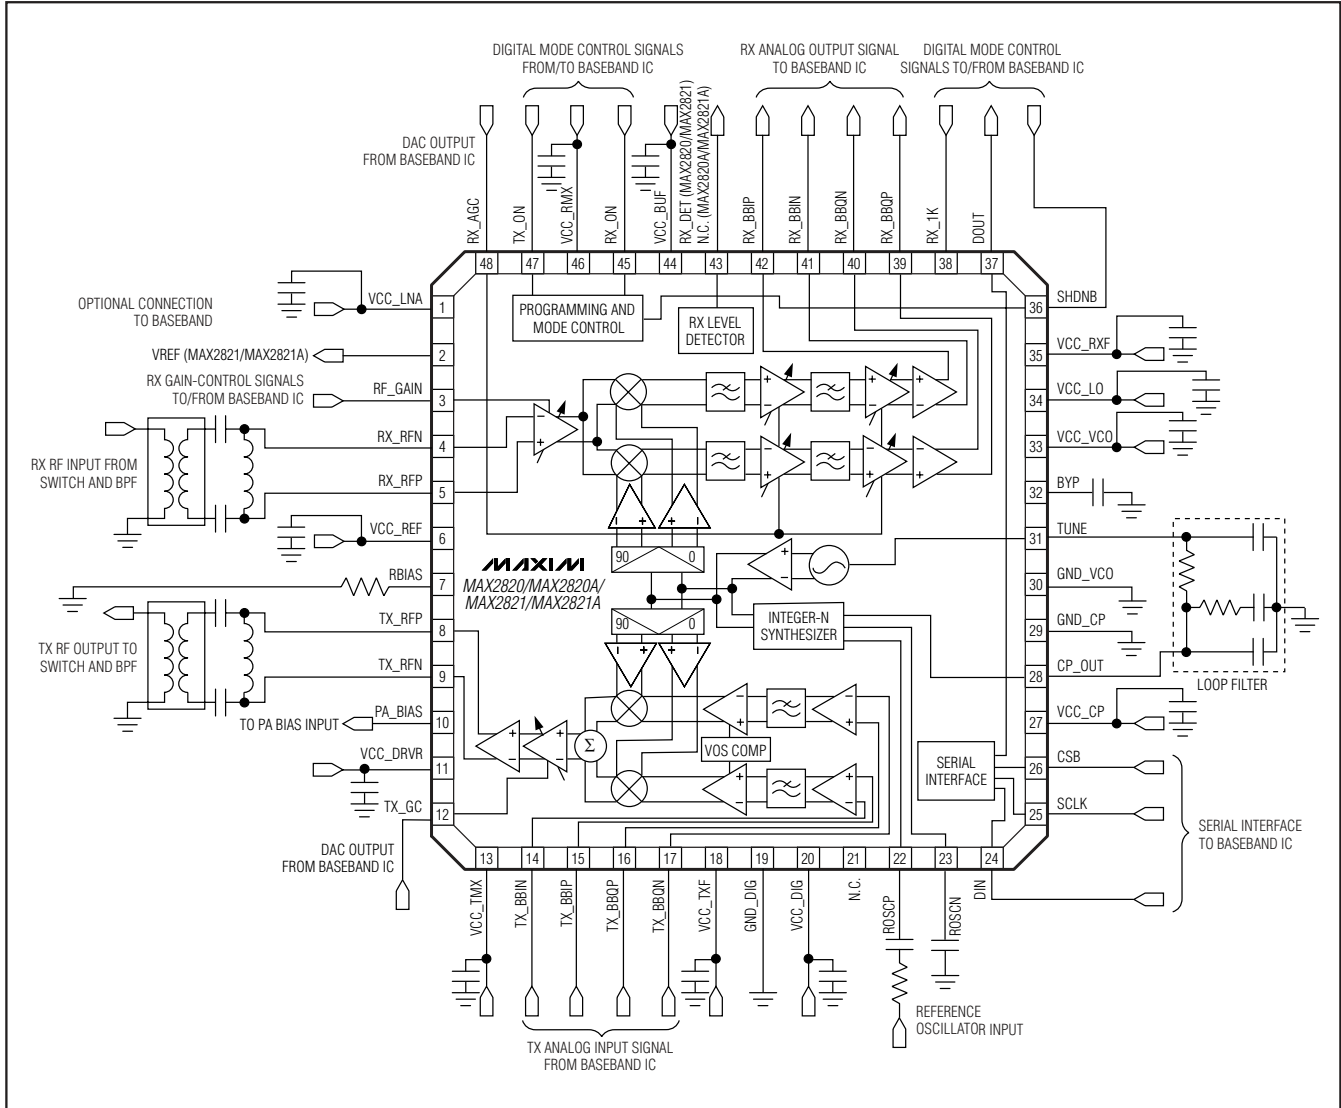 DIGITAL MODE CONTROL SIGNALS
FROM/TO BASEBAND IC
RX ANALOG OUTPUT SIGNAL
TO BASEBAND IC
DIGITAL MODE CONTROL
SIGNALS TO/FROM BASEBAND IC
DAC OUTPUT
FROM BASEBAND IC
RX_AGC
TX_ON
VCC_RMX
RX_ON
VCC_BUF
RX_DET (MAX2820/MAX2821)
N.C. (MAX2820A/MAX2821A)
RX_BBIP
RX_BBIN
RX_BBQN
RX_BBQP
RX_1K
DOUT
48
47
46
45
44
43
42
41
40
39
38
37
OPTIONAL CONNECTION
TO BASEBAND
VCC_LNA
1
VREF (MAX2821/MAX2821A)
2
RX GAIN-CONTROL SIGNALS
TO/FROM BASEBAND IC
RF_GAIN
3
RX_RFN
4
RX RF INPUT FROM
SWITCH AND BPF
RX_RFP
5
VCC_REF
6
RBIAS
7
TX_RFP
8
TX RF OUTPUT TO
SWITCH AND BPF
TX_RFN
9
TO PA BIAS INPUT
PA_BIAS
10
VCC_DRVR
11
TX_GC
12
DAC OUTPUT
FROM BASEBAND IC
PROGRAMMING AND
MODE CONTROL
RX LEVEL
DETECTOR
+
−
+
−
+
−
−
+
+
−
+
−
+
−
− + − +
90 0
MAXIM
MAX2820/MAX2820A/
MAX2821/MAX2821A
+
−
90 0
− + − +
INTEGER-N
SYNTHESIZER
+
−
+
−
Σ
−
+
−
+
VOS COMP
+
−
+
−
SERIAL
INTERFACE
36
SHDNB
35
VCC_RXF
34
VCC_LO
33
VCC_VCO
32
BYP
31
TUNE
30
GND_VCO
29
GND_CP
28
CP_OUT
LOOP FILTER
27
VCC_CP
26
CSB
25
SCLK
SERIAL INTERFACE
TO BASEBAND IC
13
14
15
16
17
18
19
20
21
22
23
24
VCC_TMX
TX_BBIN
TX_BBIP
TX_BBQP
TX_BBQN
VCC_TXF
GND_DIG
VCC_DIG
N.C.
ROSCP
ROSCN
DIN
TX ANALOG INPUT SIGNAL
FROM BASEBAND IC
REFERENCE
OSCILLATOR INPUT